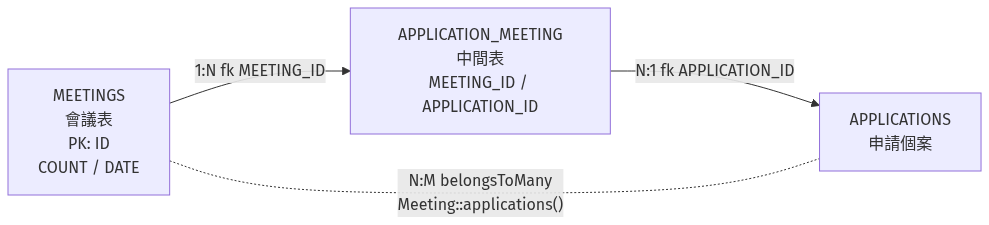 MEETINGS
會議表
PK: ID
COUNT / DATE
1:N fk MEETING_ID
APPLICATION_MEETING
中間表
MEETING_ID /
APPLICATION_ID
N:1 fk APPLICATION_ID
APPLICATIONS
申請個案
N:M belongsToMany
Meeting::applications()